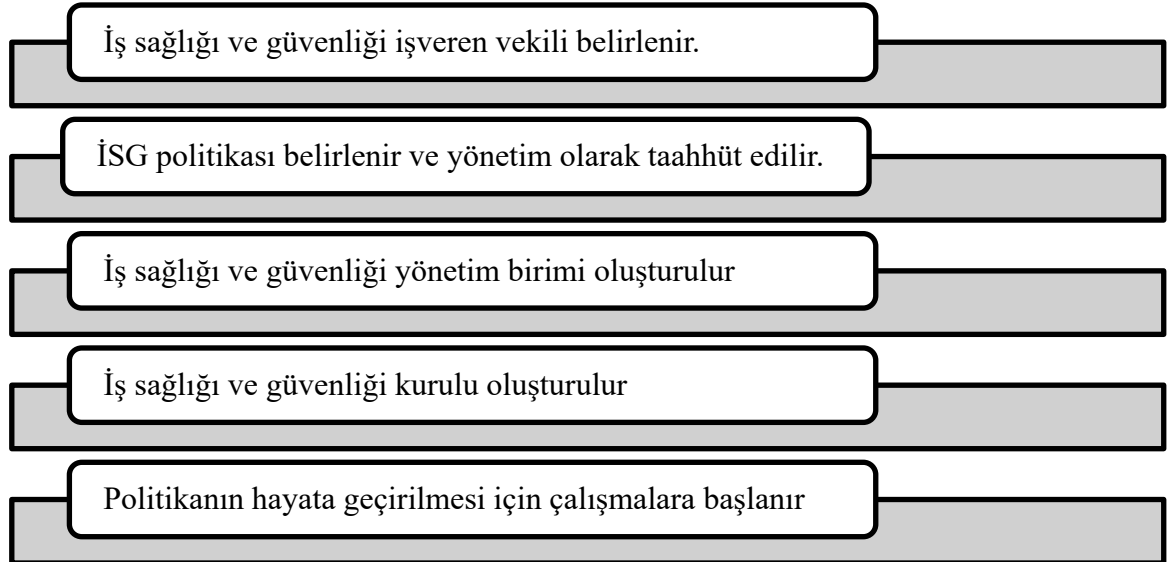 İş sağlığı ve güvenliği işveren vekili belirlenir.
İSG politikası belirlenir ve yönetim olarak taahhüt edilir.
İş sağlığı ve güvenliği yönetim birimi oluşturulur
İş sağlığı ve güvenliği kurulu oluşturulur
Politikanın hayata geçirilmesi için çalışmalara başlanır